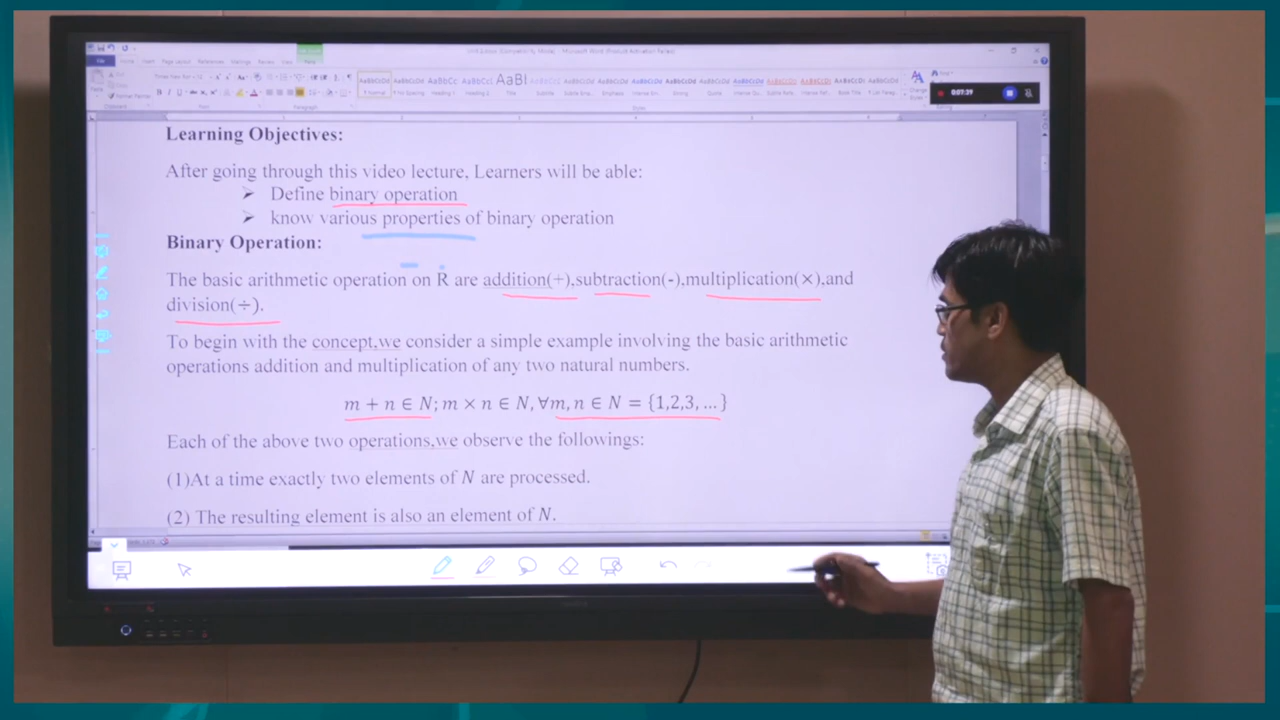 Learning Objectives:
After going through this video lecture, Learners will be able:
➢ Define binary operation
➢ know various properties of binary operation
Binary Operation:
The basic arithmetic operation on R are addition(+),subtraction(-),multiplication(×),and
division(÷).
To begin with the concept,we consider a simple example involving the basic arithmetic
operations addition and multiplication of any two natural numbers.
m + n ∈ N; m × n ∈ N, ∀m, n ∈ N = {1,2,3, ...}
Each of the above two operations,we observe the followings:
(1)At a time exactly two elements of N are processed.
(2) The resulting element is also an element of N.